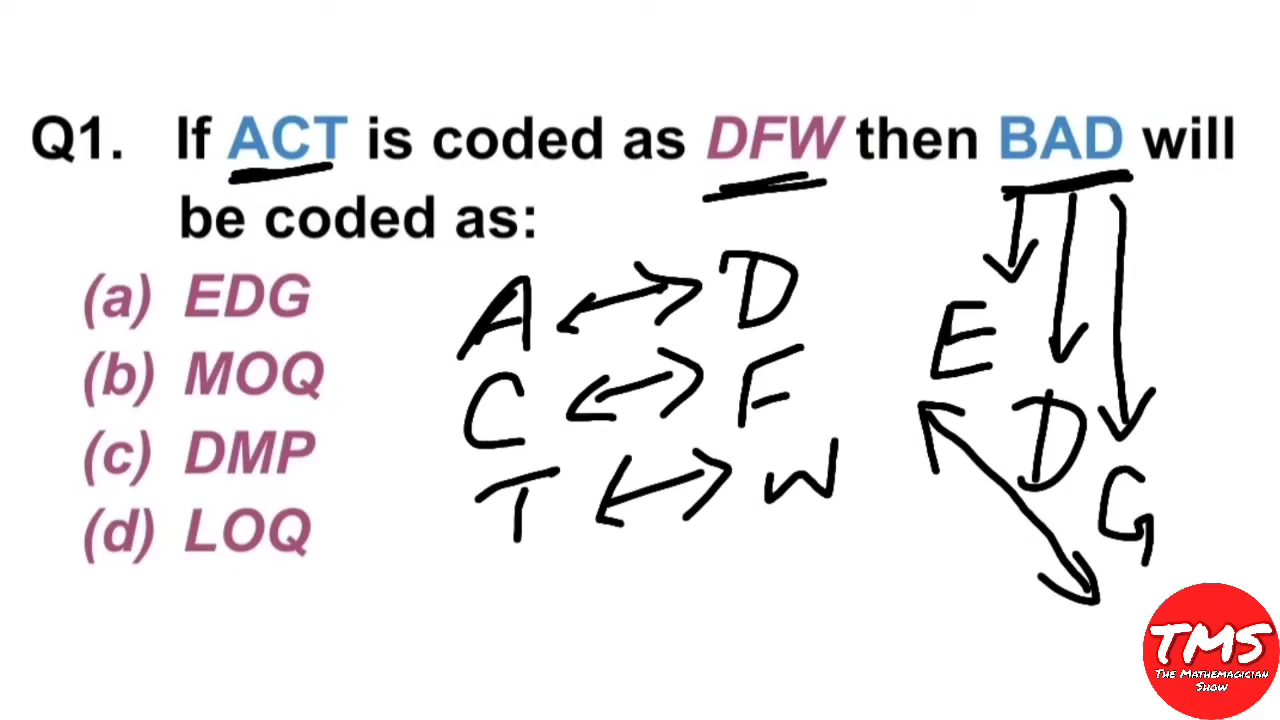 Q1. If ACT is coded as DFW then BAD will
be coded as:
(a) EDG
(b) MOQ
(c) DMP
(d) LOQ
A D
C F
T W
E
D
G
TMS
THE MATHEMAGICIAN
SHOW